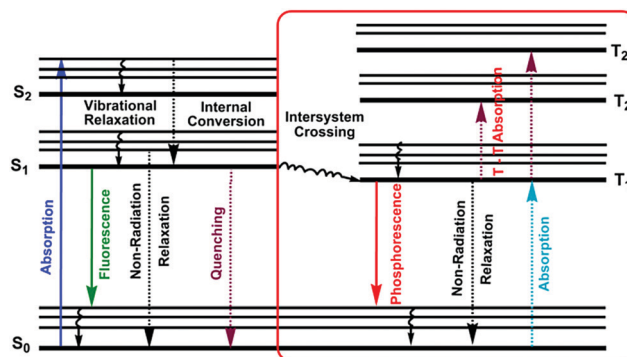 T2
T2
S2
Vibrational
Relaxation
Internal
Conversion
Intersystem
Crossing
T - T Absorption
S1
T
Absorption
Fluorescence
Non-Radiation
Relaxation
Quenching
Phosphorescence
Non-Radiation
Relaxation
Absorption
S0